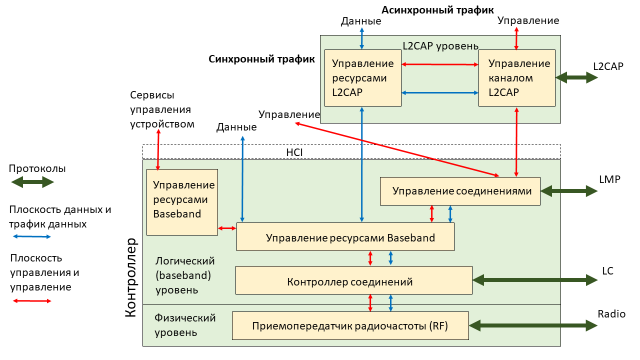 Асинхронный трафик
Данные
Управление
Синхронный трафик
L2CAP уровень
Управление
ресурсами
L2CAP
Управление
каналом
L2CAP
L2CAP
Сервисы
управления
устройством
Данные
Управление
HCI
Протоколы
Плоскость данных и
трафик данных
Плоскость
управления и
управление
Контроллер
Управление
ресурсами
Baseband
Управление соединениями
LMP
Управление ресурсами Baseband
Логический
(baseband)
уровень
Контроллер соединений
LC
Физический
уровень
Приемопередатчик радиочастоты (RF)
Radio